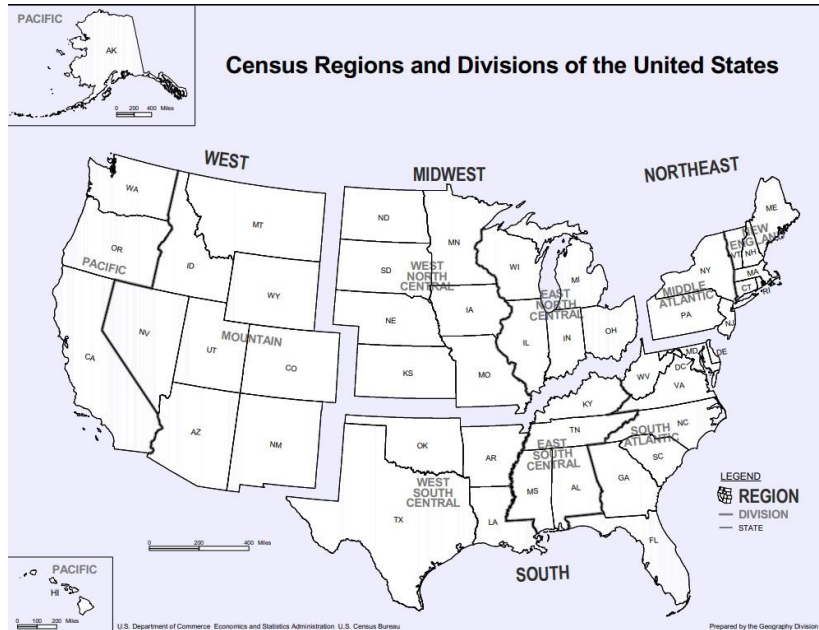 PACIFIC
AK
0 200 400 Miles
Census Regions and Divisions of the United States
WEST
MIDWEST
NORTHEAST
WA
MT
ND
MN
ME
OR
ID
SD
WI
MI
NY
VT
NH
NEW
ENGLAND
MA
CT
RI
PACIFIC
WY
WEST
NORTH
CENTRAL
EAST
NORTH
CENTRAL
MIDDLE
ATLANTIC
PA
NJ
NE
IA
NV
UT
MOUNTAIN
CO
IL
IN
OH
MD
DE
DC
CA
KS
MO
WV
VA
KY
AZ
NM
OK
AR
TN
NC
SOUTH
ATLANTIC
SC
EAST
SOUTH
CENTRAL
MS
AL
GA
WEST
SOUTH
CENTRAL
TX
LA
FL
LEGEND
REGION
DIVISION
STATE
0 200 400 Miles
SOUTH
PACIFIC
HI
0 100 200 Miles
U.S. Department of Commerce Economics and Statistics Administration U.S. Census Bureau
Prepared by the Geography Division